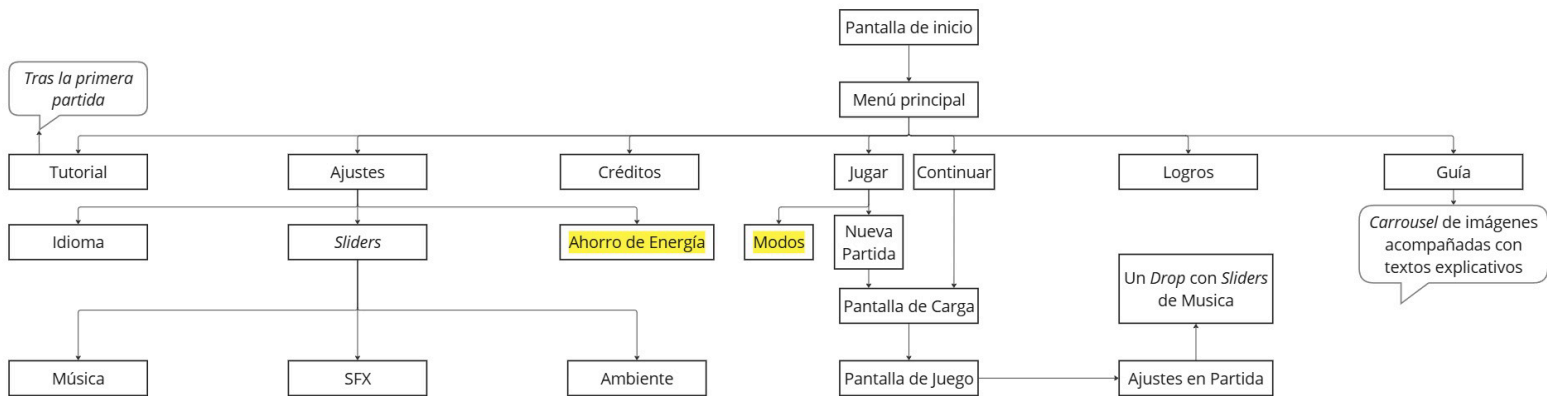 Pantalla de inicio
Tras la primera
partida
Menú principal
Tutorial
Ajustes
Créditos
Jugar
Continuar
Logros
Guía
Idioma
Sliders
Ahorro de Energía
Modos
Nueva
Partida
Carrousel de imágenes
acompañadas con
textos explicativos
Un Drop con Sliders
de Musica
Pantalla de Carga
Música
SFX
Ambiente
Pantalla de Juego
Ajustes en Partida